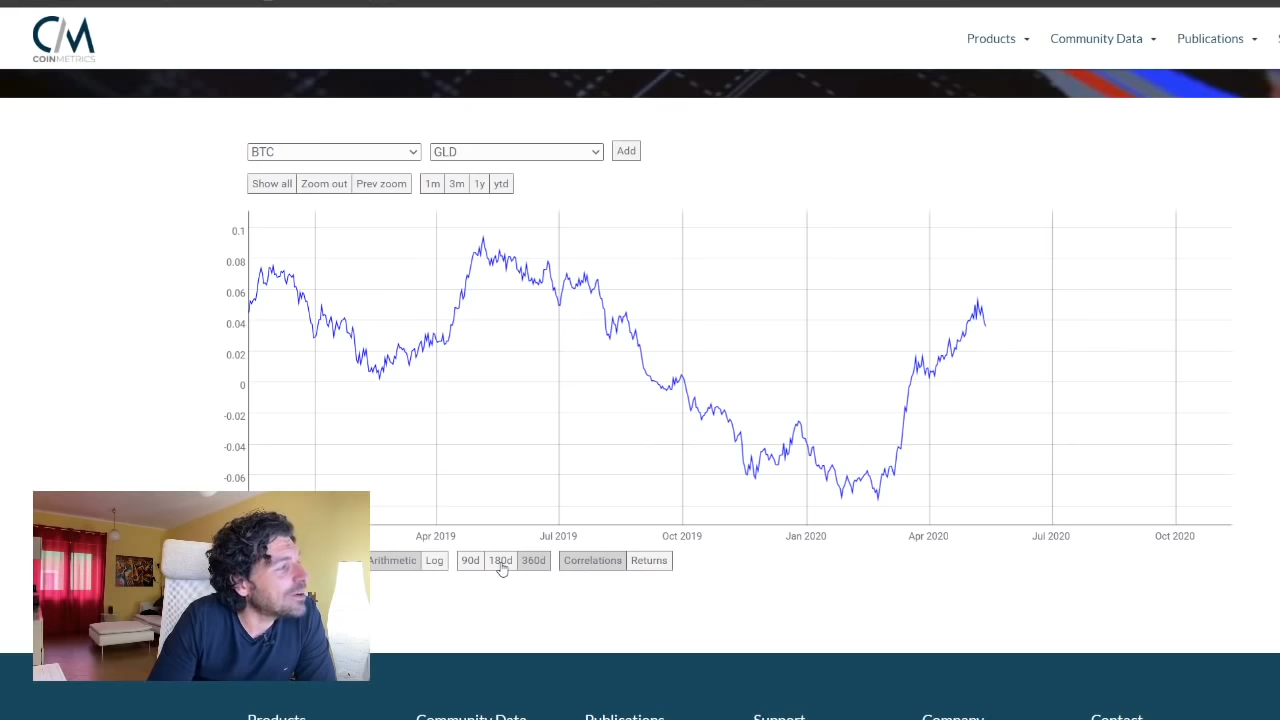 CM
COINMETRICS
Products
Community Data
Publications
BTC
GLD
Add
Show all
Zoom out
Prev zoom
1m
3m
1y
ytd
0.1
0.08
0.06
0.04
0.02
0
-0.02
-0.04
-0.06
Apr 2019
Jul 2019
Oct 2019
Jan 2020
Apr 2020
Jul 2020
Oct 2020
Arithmetic
Log
90d
180d
360d
Correlations
Returns
Products
Community Data
Publications
Support
Company
Contact